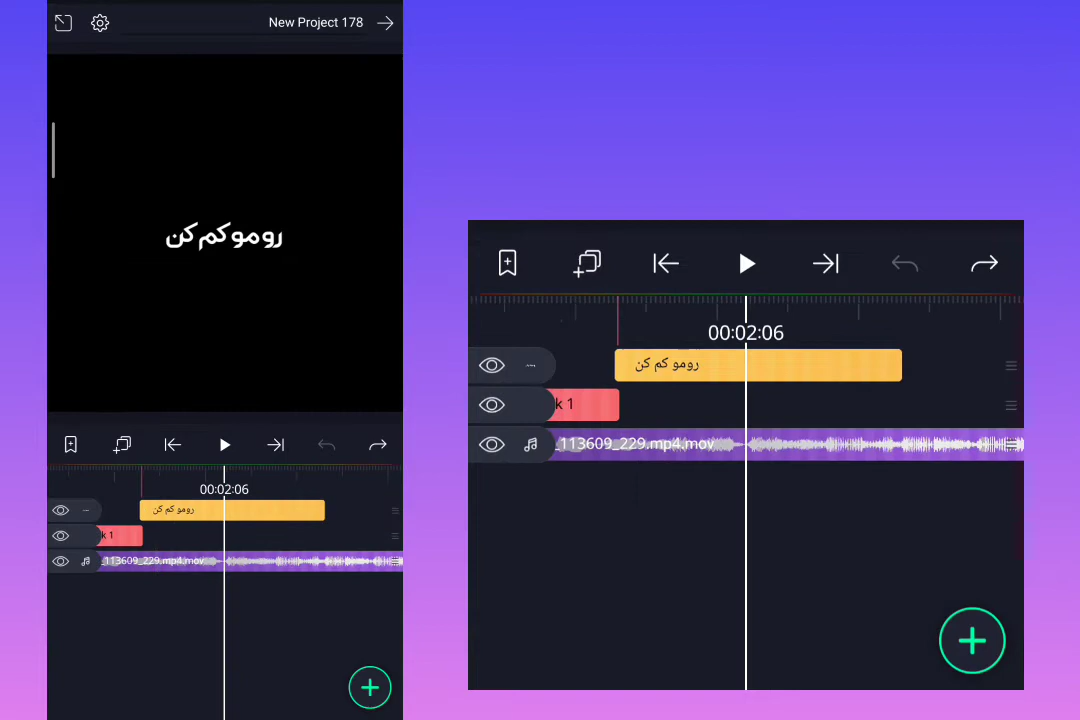 New Project 178
رومو کم کن
00:02:06
رومو کم کن
k 1
_113609_229.mp4.mov
00:02:06
رومو کم کن
k 1
_113609_229.mp4.mov